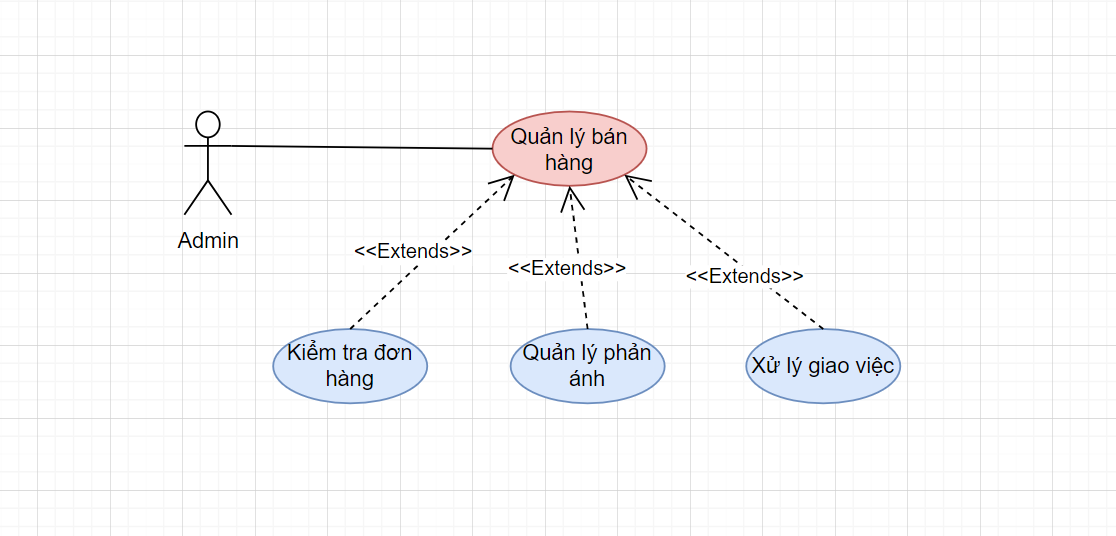 Quản lý bán
hàng
Admin
<<Extends>>
<<Extends>>
<<Extends>>
Kiểm tra đơn
hàng
Quản lý phản
ánh
Xử lý giao việc